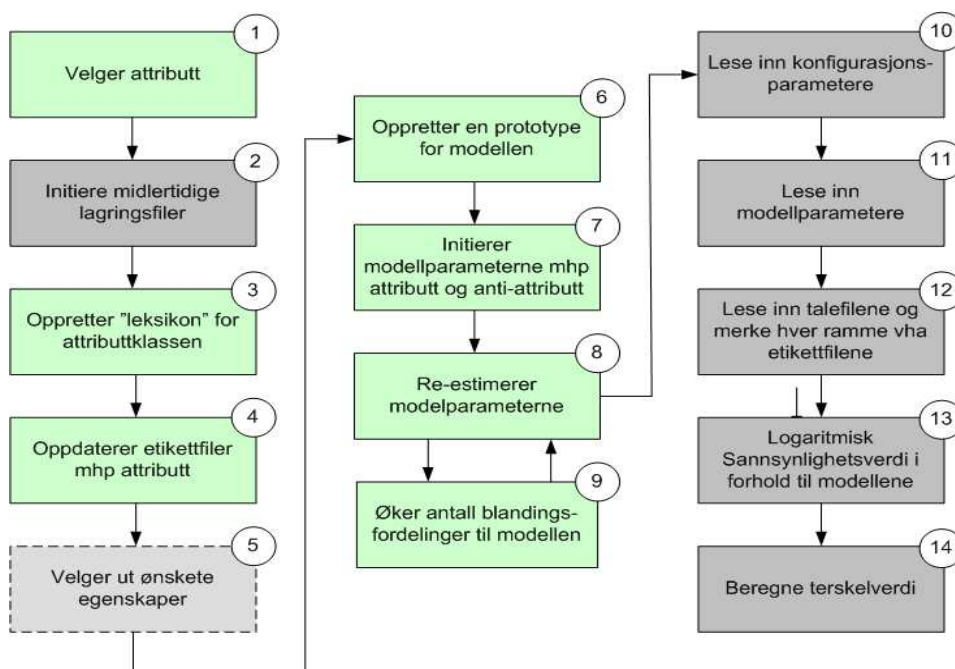 1
Velger attributt
2
Initiere midlertidige
lagringsfiler
3
Oppretter ”leksikon” for
attributtklassen
4
Oppdaterer etikettfiler
mhp attributt
5
Velger ut ønskete
egenskaper
6
Oppretter en prototype
for modellen
7
Initierer
modellparameterne mhp
attributt og anti-attributt
8
Re-estimerer
modelparameterne
9
Øker antall blandings-
fordelinger til modellen
10
Lese inn konfigurasjons-
parametere
11
Lese inn
modellparametere
12
Lese inn talefilene og
merke hver ramme vha
etikettfilene
13
Logaritmisk
Sannsynlighetsverdi i
forhold til modellene
14
Beregne terskelverdi